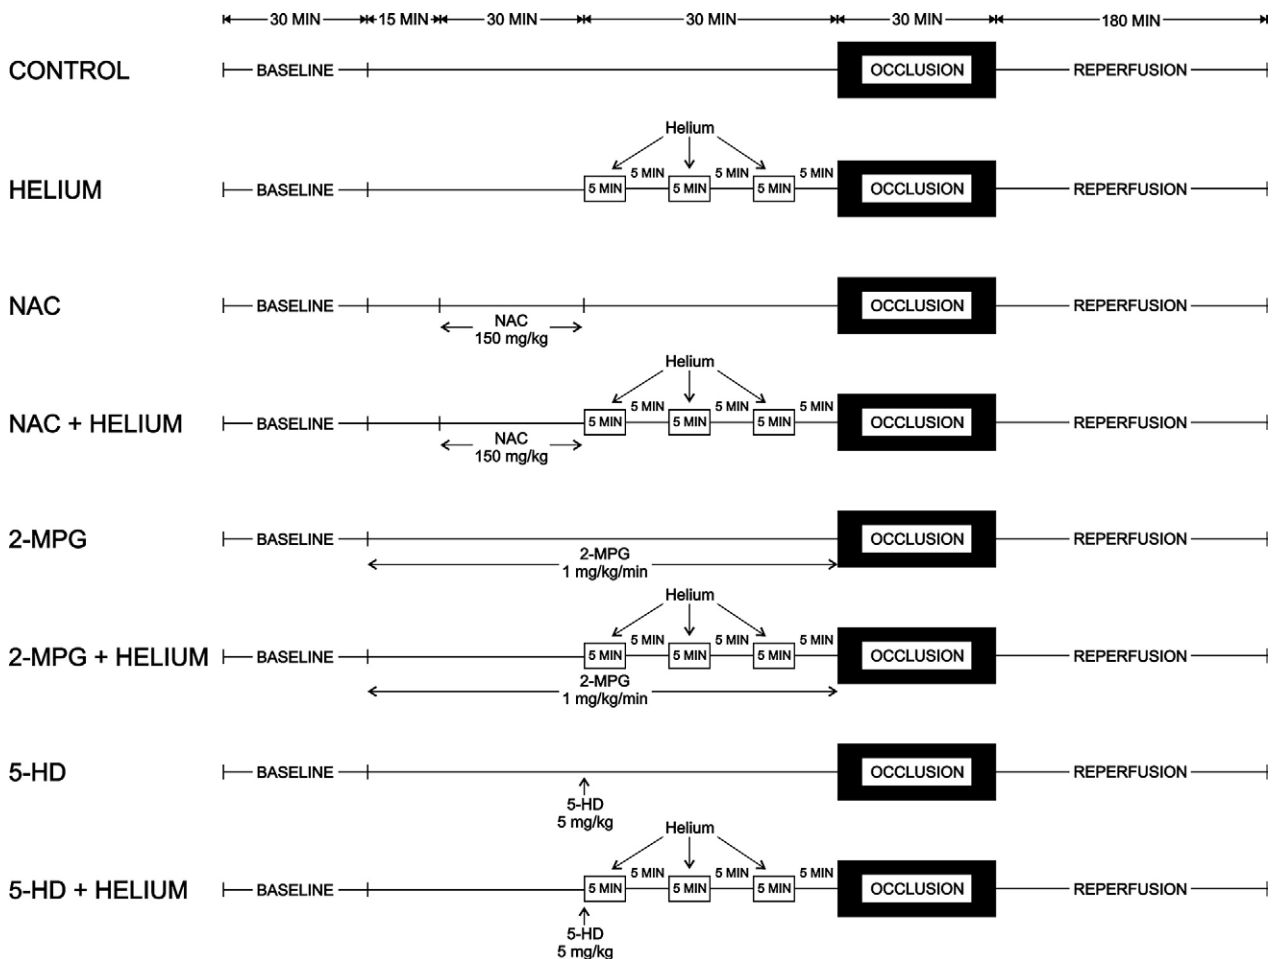 30 MIN 15 MIN 30 MIN 30 MIN 30 MIN 180 MIN
CONTROL BASELINE OCCLUSION REPERFUSION
Helium
5 MIN 5 MIN 5 MIN
HELIUM BASELINE 5 MIN 5 MIN 5 MIN OCCLUSION REPERFUSION
NAC BASELINE OCCLUSION REPERFUSION
NAC
150 mg/kg
Helium
5 MIN 5 MIN 5 MIN
NAC + HELIUM BASELINE 5 MIN 5 MIN 5 MIN OCCLUSION REPERFUSION
NAC
150 mg/kg
2-MPG BASELINE OCCLUSION REPERFUSION
2-MPG
1 mg/kg/min
Helium
5 MIN 5 MIN 5 MIN
2-MPG + HELIUM BASELINE 5 MIN 5 MIN 5 MIN OCCLUSION REPERFUSION
2-MPG
1 mg/kg/min
5-HD BASELINE OCCLUSION REPERFUSION
5-HD
5 mg/kg
Helium
5 MIN 5 MIN 5 MIN
5-HD + HELIUM BASELINE 5 MIN 5 MIN 5 MIN OCCLUSION REPERFUSION
5-HD
5 mg/kg